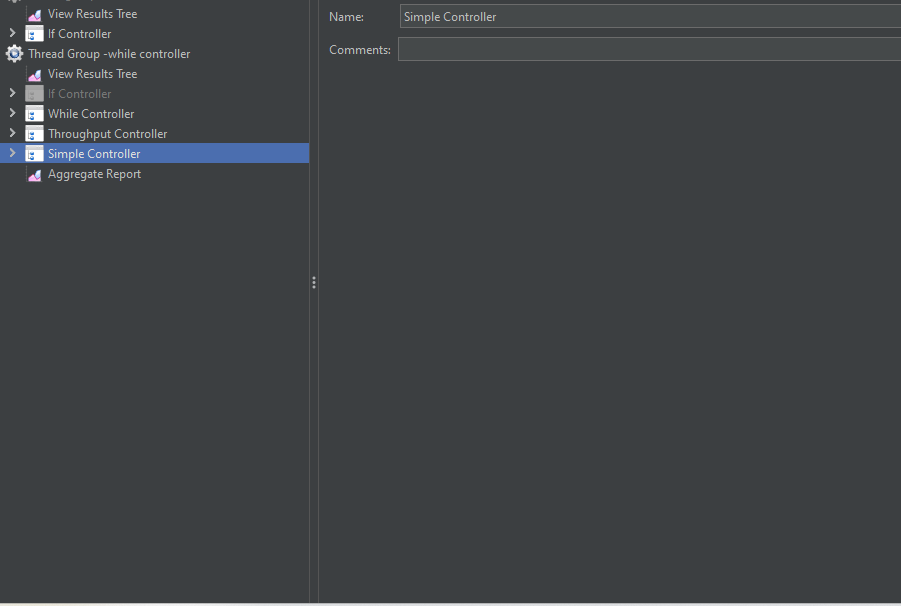 View Results Tree
If Controller
Thread Group -while controller
View Results Tree
If Controller
While Controller
Throughput Controller
Simple Controller
Aggregate Report
Name: Simple Controller
Comments: